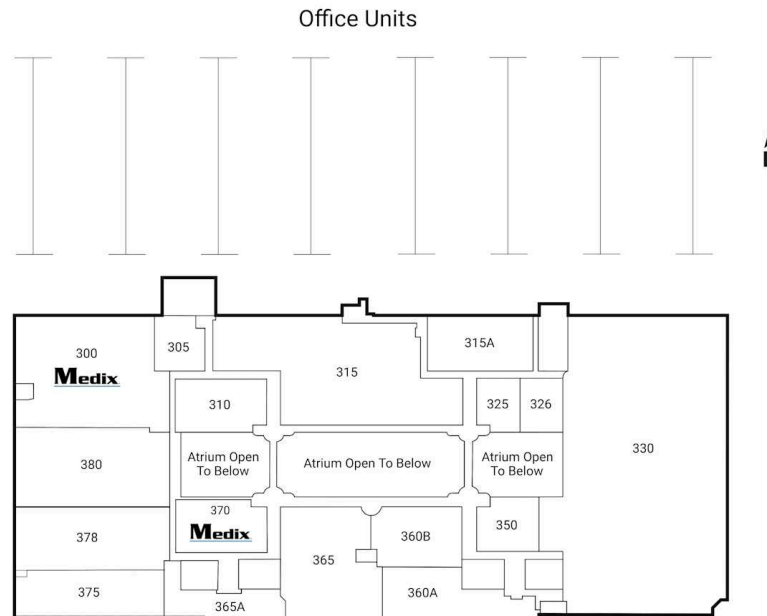 Office Units
300
Medix
305
315
315A
310
325
326
380
Atrium Open
To Below
Atrium Open To Below
Atrium Open
To Below
330
370
Medix
378
365
360B
350
375
365A
360A